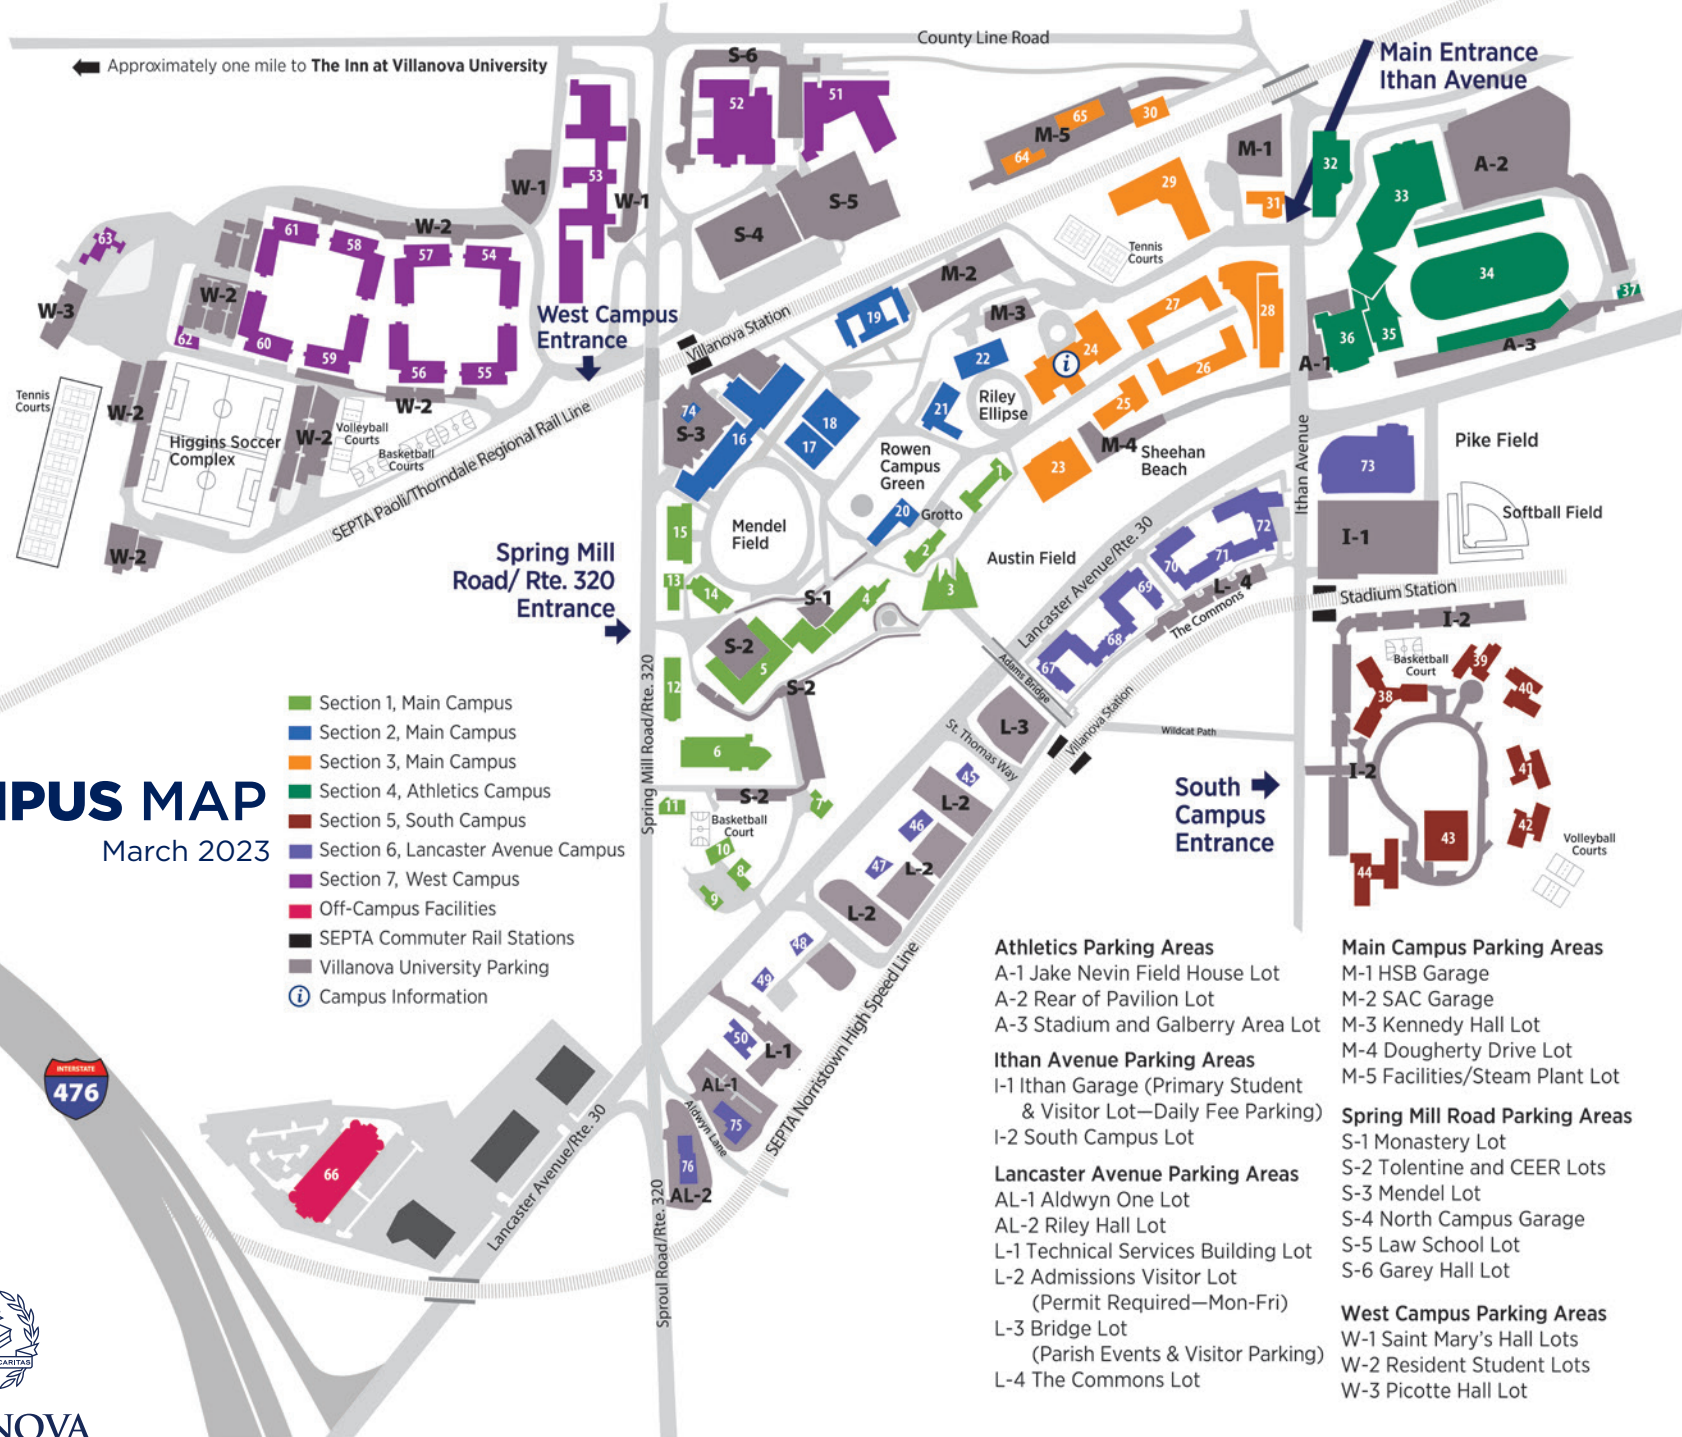 County Line Road
Approximately one mile to The Inn at Villanova University
Main Entrance
Ithan Avenue
S-6
52
51
65
30
M-5
64
M-1
32
33
A-2
W-1
53
W-1
S-5
S-4
29
31
W-2
61
58
57
54
63
W-2
W-3
62
60
59
56
55
W-2
West Campus
Entrance
Villanova Station
Tennis
Courts
M-2
M-3
19
22
24
i
27
28
26
25
34
37
36
35
A-1
A-3
Tennis
Courts
W-2
Higgins Soccer
Complex
W-2
Volleyball
Courts
Basketball
Courts
W-2
SEPTA Paoli/Thorndale Regional Rail Line
74
S-3
16
18
17
21
Riley
Ellipse
Rowen
Campus
Green
M-4
Sheehan
Beach
23
1
20
Grotto
2
3
Austin Field
Ithan Avenue
73
Pike Field
Softball Field
I-1
Stadium Station
I-2
Spring Mill
Road/ Rte. 320
Entrance
15
Mendel
Field
13
14
S-1
4
S-2
5
S-2
12
6
11
S-2
Basketball
Court
7
10
8
9
Spring Mill Road/Rte. 320
Lancaster Avenue/Rte. 30
72
71
70
69
68
67
L-4
The Commons
Adams Bridge
L-3
Villanova Station
St. Thomas Way
Wildcat Path
Basketball
Court
39
38
40
41
42
43
44
I-2
Volleyball
Courts
South
Campus
Entrance
45
L-2
46
47
L-2
L-2
48
49
50
L-1
AL-1
75
Aldwyn Lane
76
AL-2
SEPTA Norristown High Speed Line
Sproul Road/Rte. 320
Lancaster Avenue/Rte. 30
66
INTERSTATE
476
MPUS MAP
March 2023
Section 1, Main Campus
Section 2, Main Campus
Section 3, Main Campus
Section 4, Athletics Campus
Section 5, South Campus
Section 6, Lancaster Avenue Campus
Section 7, West Campus
Off-Campus Facilities
SEPTA Commuter Rail Stations
Villanova University Parking
i Campus Information
Athletics Parking Areas
A-1 Jake Nevin Field House Lot
A-2 Rear of Pavilion Lot
A-3 Stadium and Galberry Area Lot
Ithan Avenue Parking Areas
I-1 Ithan Garage (Primary Student
& Visitor Lot—Daily Fee Parking)
I-2 South Campus Lot
Lancaster Avenue Parking Areas
AL-1 Aldwyn One Lot
AL-2 Riley Hall Lot
L-1 Technical Services Building Lot
L-2 Admissions Visitor Lot
(Permit Required—Mon-Fri)
L-3 Bridge Lot
(Parish Events & Visitor Parking)
L-4 The Commons Lot
Main Campus Parking Areas
M-1 HSB Garage
M-2 SAC Garage
M-3 Kennedy Hall Lot
M-4 Dougherty Drive Lot
M-5 Facilities/Steam Plant Lot
Spring Mill Road Parking Areas
S-1 Monastery Lot
S-2 Tolentine and CEER Lots
S-3 Mendel Lot
S-4 North Campus Garage
S-5 Law School Lot
S-6 Garey Hall Lot
West Campus Parking Areas
W-1 Saint Mary's Hall Lots
W-2 Resident Student Lots
W-3 Picotte Hall Lot
CARITAS
NOVA